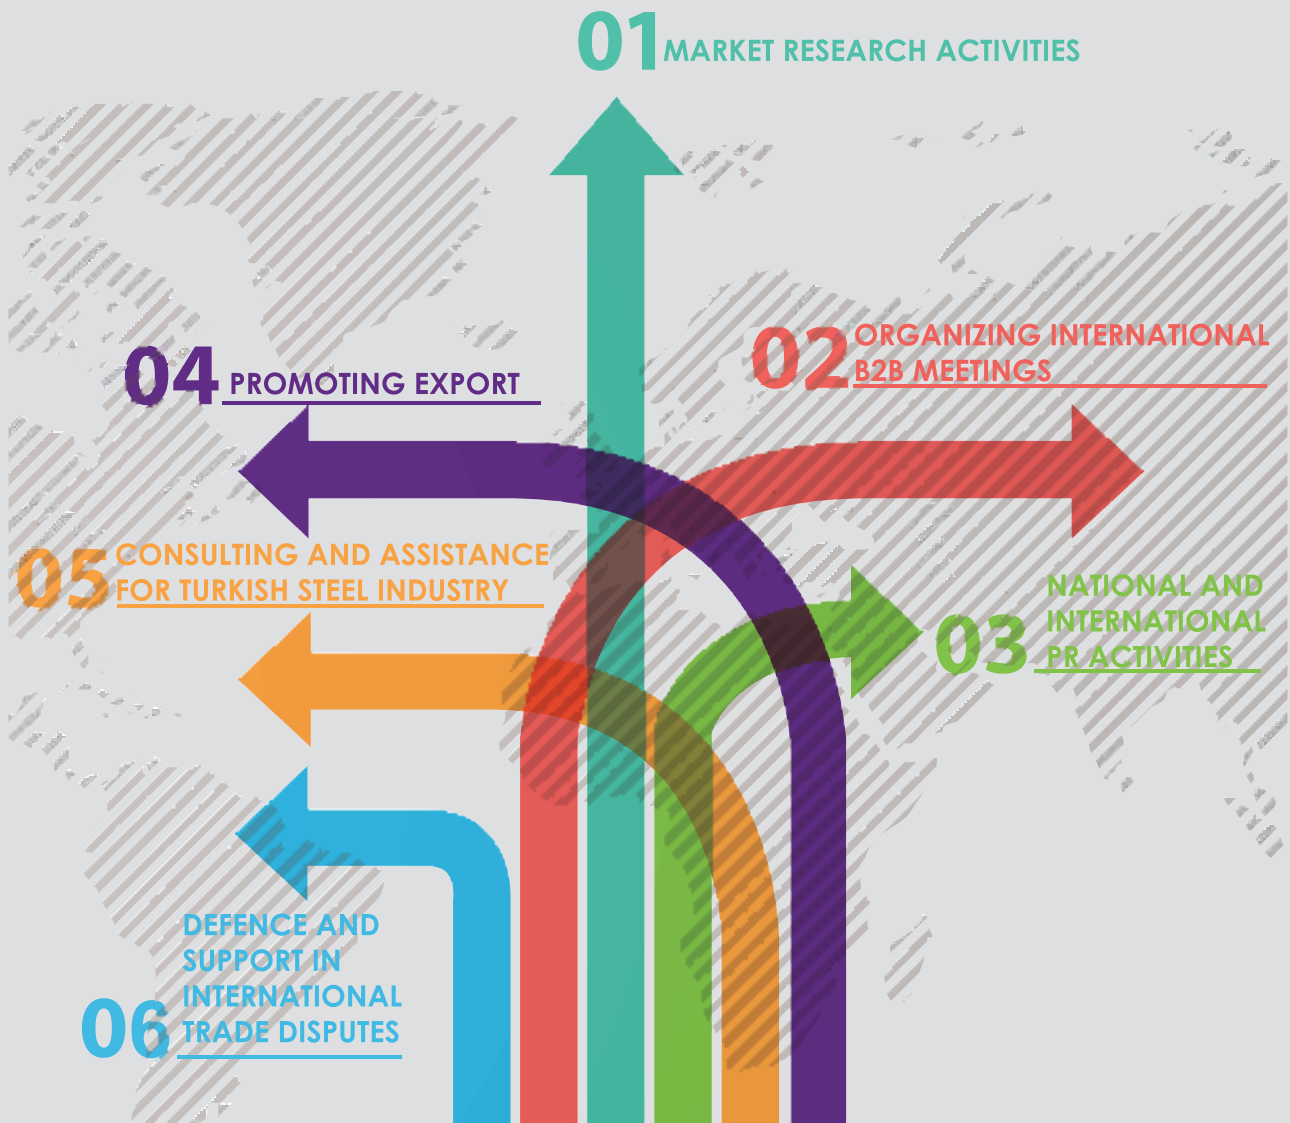 01 MARKET RESEARCH ACTIVITIES
02 ORGANIZING INTERNATIONAL
B2B MEETINGS
03 NATIONAL AND
INTERNATIONAL
PR ACTIVITIES
04 PROMOTING EXPORT
05 CONSULTING AND ASSISTANCE
FOR TURKISH STEEL INDUSTRY
06 DEFENCE AND
SUPPORT IN
INTERNATIONAL
TRADE DISPUTES